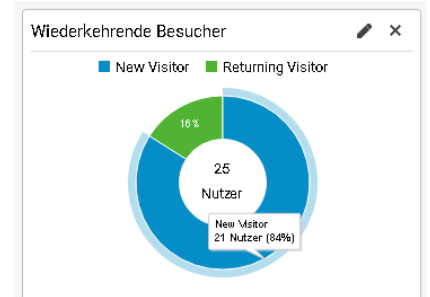 Wiederkehrende Besucher
New Visitor Returning Visitor
16%
25
Nutzer
New Visitor
21 Nutzer (84%)